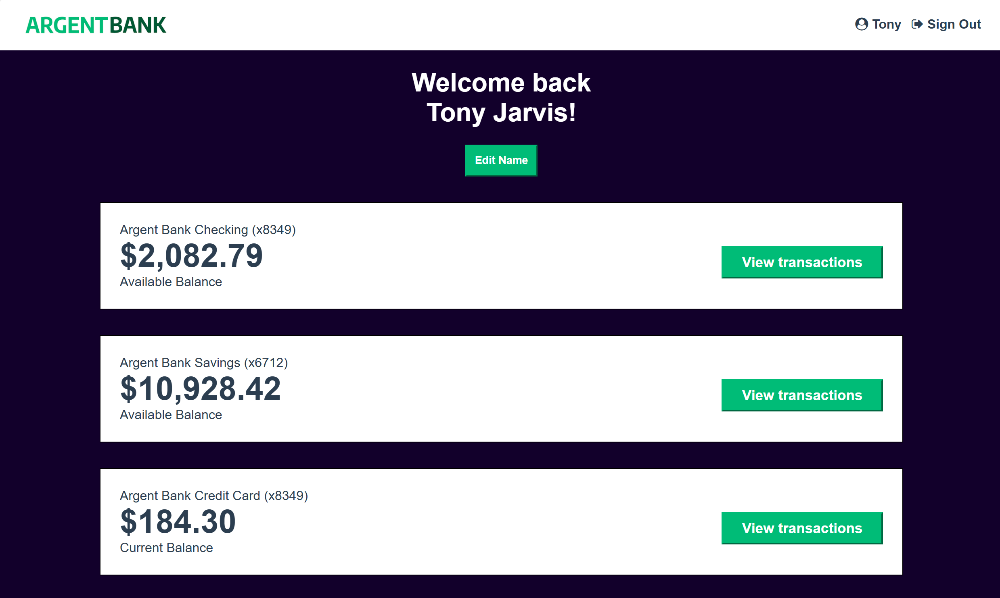 ARGENTBANK
Tony Sign Out
Welcome back
Tony Jarvis!
Edit Name
Argent Bank Checking (x8349)
$2,082.79
Available Balance
View transactions
Argent Bank Savings (x6712)
$10,928.42
Available Balance
View transactions
Argent Bank Credit Card (x8349)
$184.30
Current Balance
View transactions